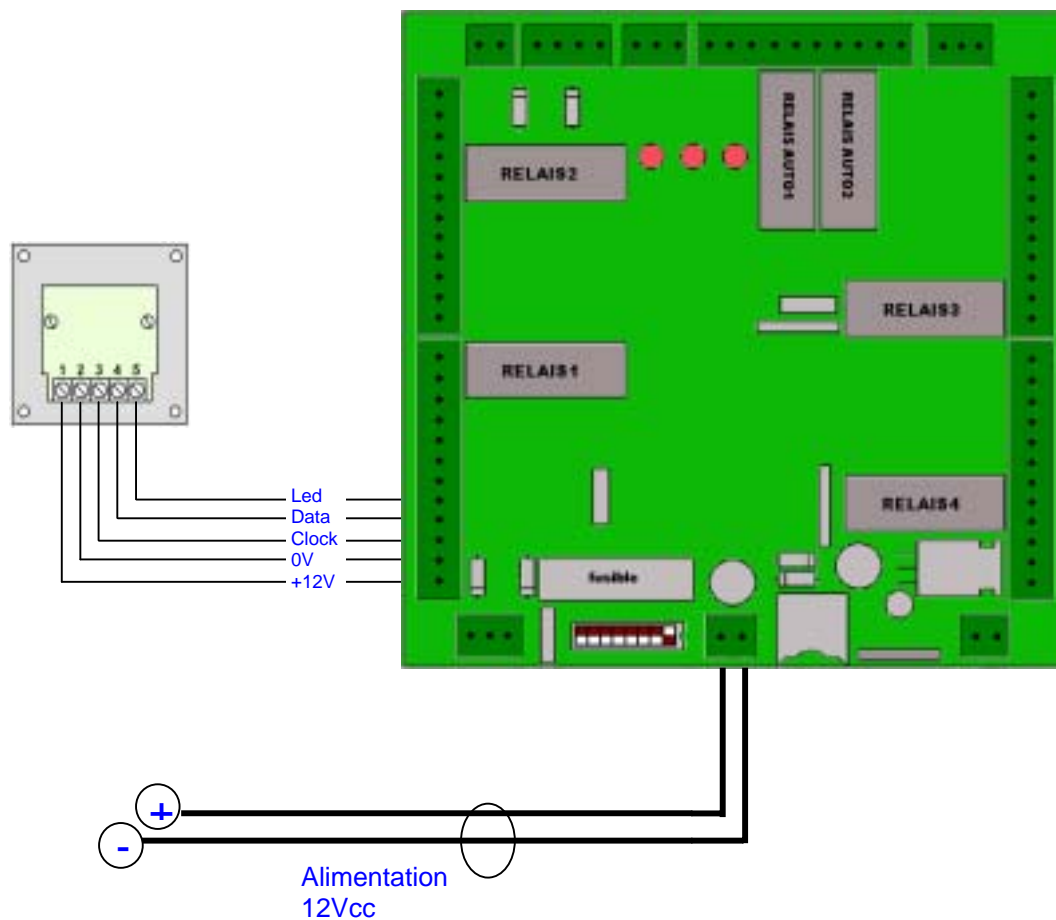 RELAIS AUTO1
RELAIS AUTO2
RELAIS2
RELAIS3
1 2 3 4 5
RELAIS1
Led
Data
Clock
0V
+12V
RELAIS4
fusible
+
-
Alimentation
12Vcc